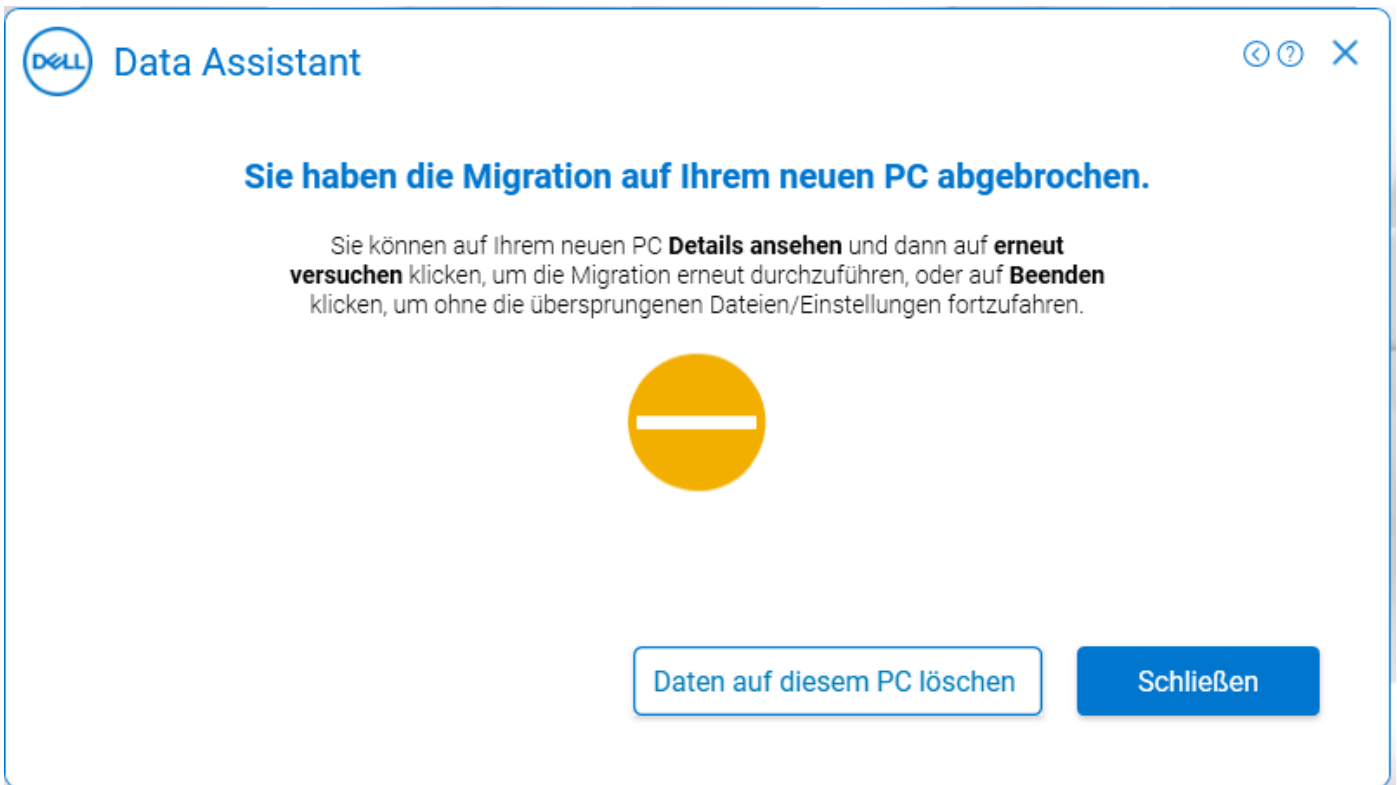 DELL
Data Assistant
Sie haben die Migration auf Ihrem neuen PC abgebrochen.
Sie können auf Ihrem neuen PC Details ansehen und dann auf erneut
versuchen klicken, um die Migration erneut durchzuführen, oder auf Beenden
klicken, um ohne die übersprungenen Dateien/Einstellungen fortzufahren.
Daten auf diesem PC löschen
Schließen